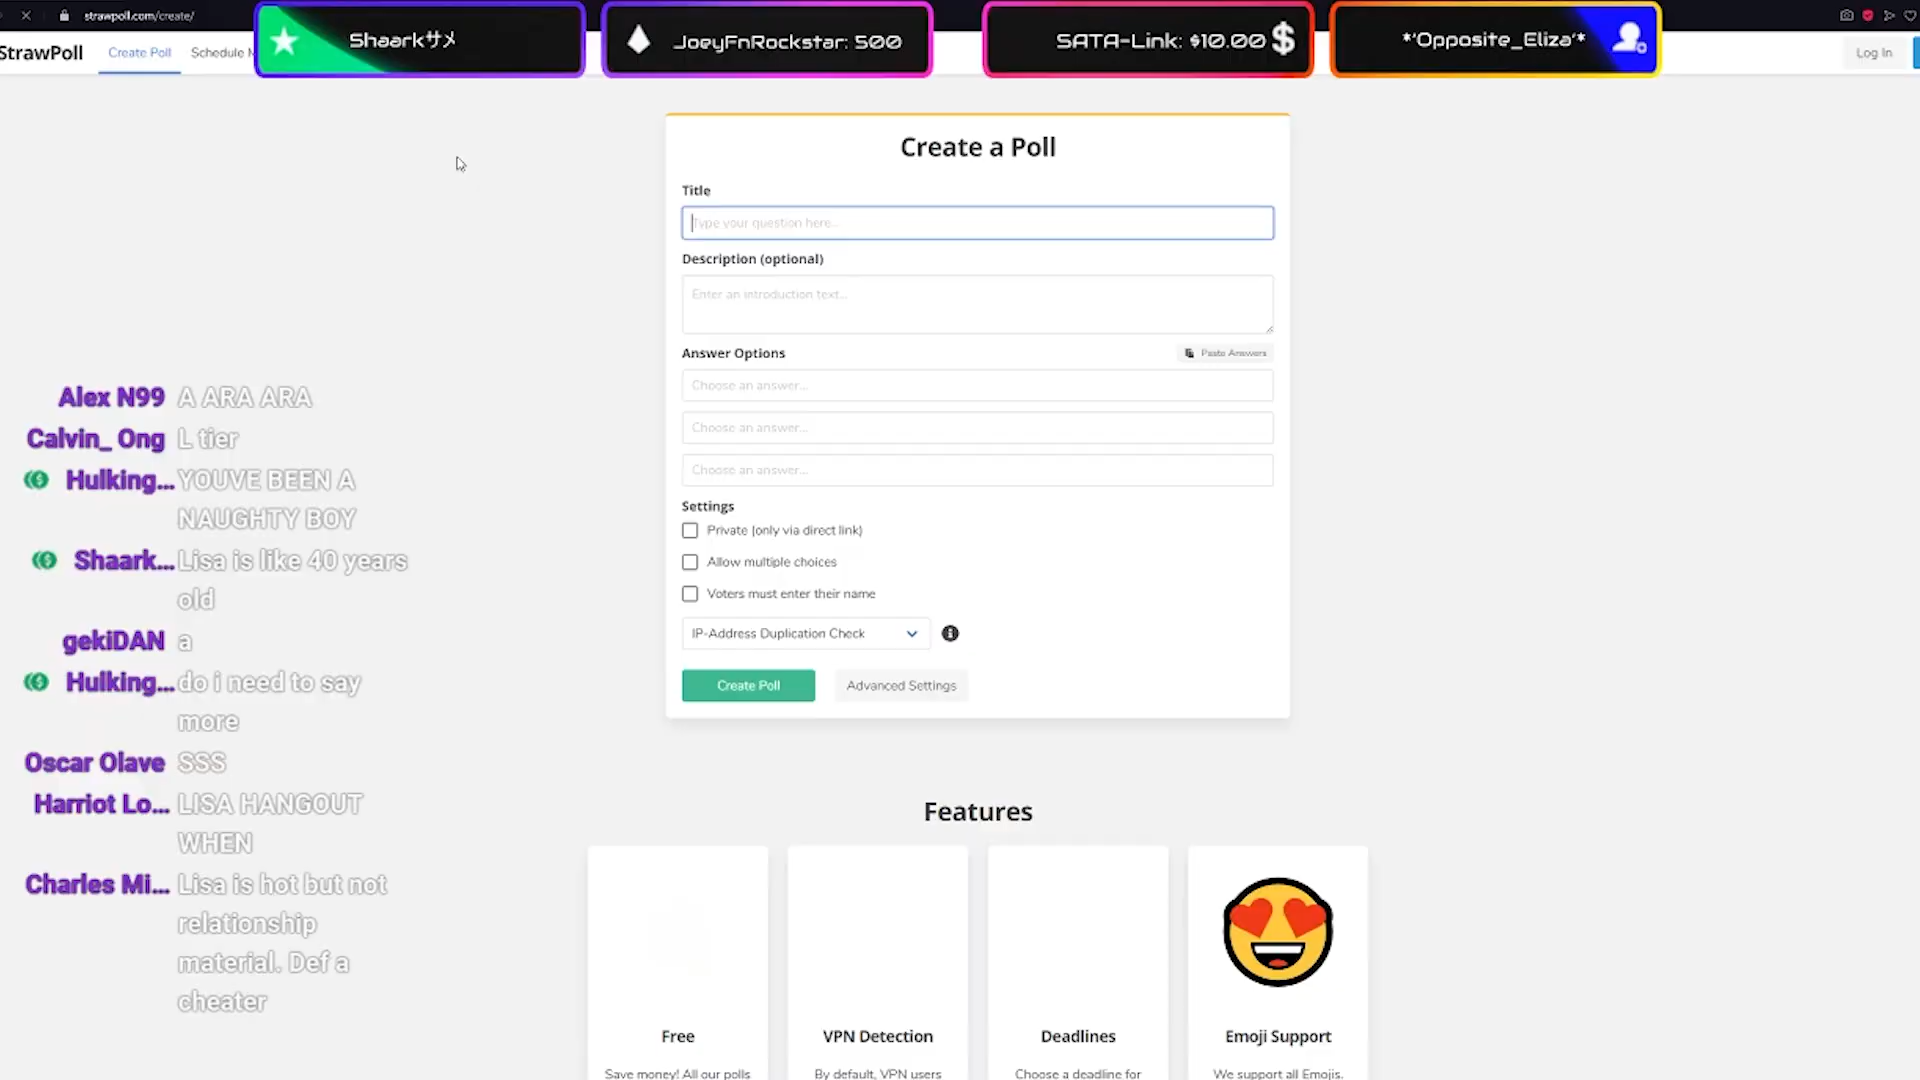 strawpoll.com/create/
StrawPoll
Create Poll
Schedule M
Shaarkサメ
JoeyFnRockstar: 500
SATA-Link: $10.00
*'Opposite_Eliza'*
Log In
Create a Poll
Title
Type your question here...
Description (optional)
Enter an introduction text...
Answer Options
Paste Answers
Choose an answer...
Choose an answer...
Choose an answer...
Settings
Private (only via direct link)
Allow multiple choices
Voters must enter their name
IP-Address Duplication Check
Create Poll
Advanced Settings
Alex N99 A ARA ARA
Calvin_ Ong L tier
Hulking... YOUVE BEEN A
NAUGHTY BOY
Shaark... Lisa is like 40 years
old
gekiDAN a
Hulking... do i need to say
more
Oscar Olave SSS
Harriot Lo... LISA HANGOUT
WHEN
Charles Mi... Lisa is hot but not
relationship
material. Def a
cheater
Features
Free
Save money! All our polls
VPN Detection
By default, VPN users
Deadlines
Choose a deadline for
Emoji Support
We support all Emojis.